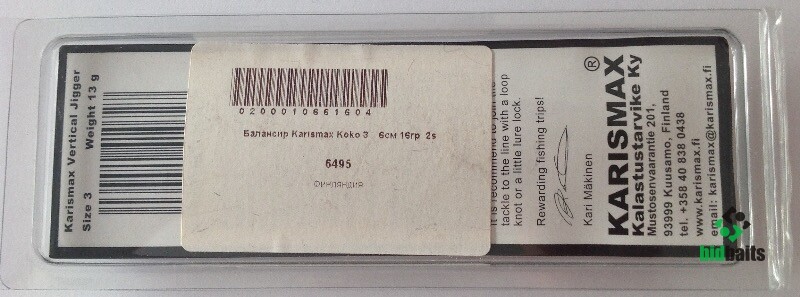 Karismax Vertical Jigger
Size 3 Weight 13 g
0200010661604
Балансир Karismax Koko 3 6см 16гр 2s
6495
Финляндия
It is recommend to join the
tackle to the line with a loop
knot or a little lure lock.
Rewarding fishing trips!
Kari Mäkinen
KARISMAX®
Kalastustarvike Ky
Mustosenvaarantie 201,
93999 Kuusamo, Finland
tel. +358 40 838 0438
www.karismax.fi
email: karismax@karismax.fi
bigbaits